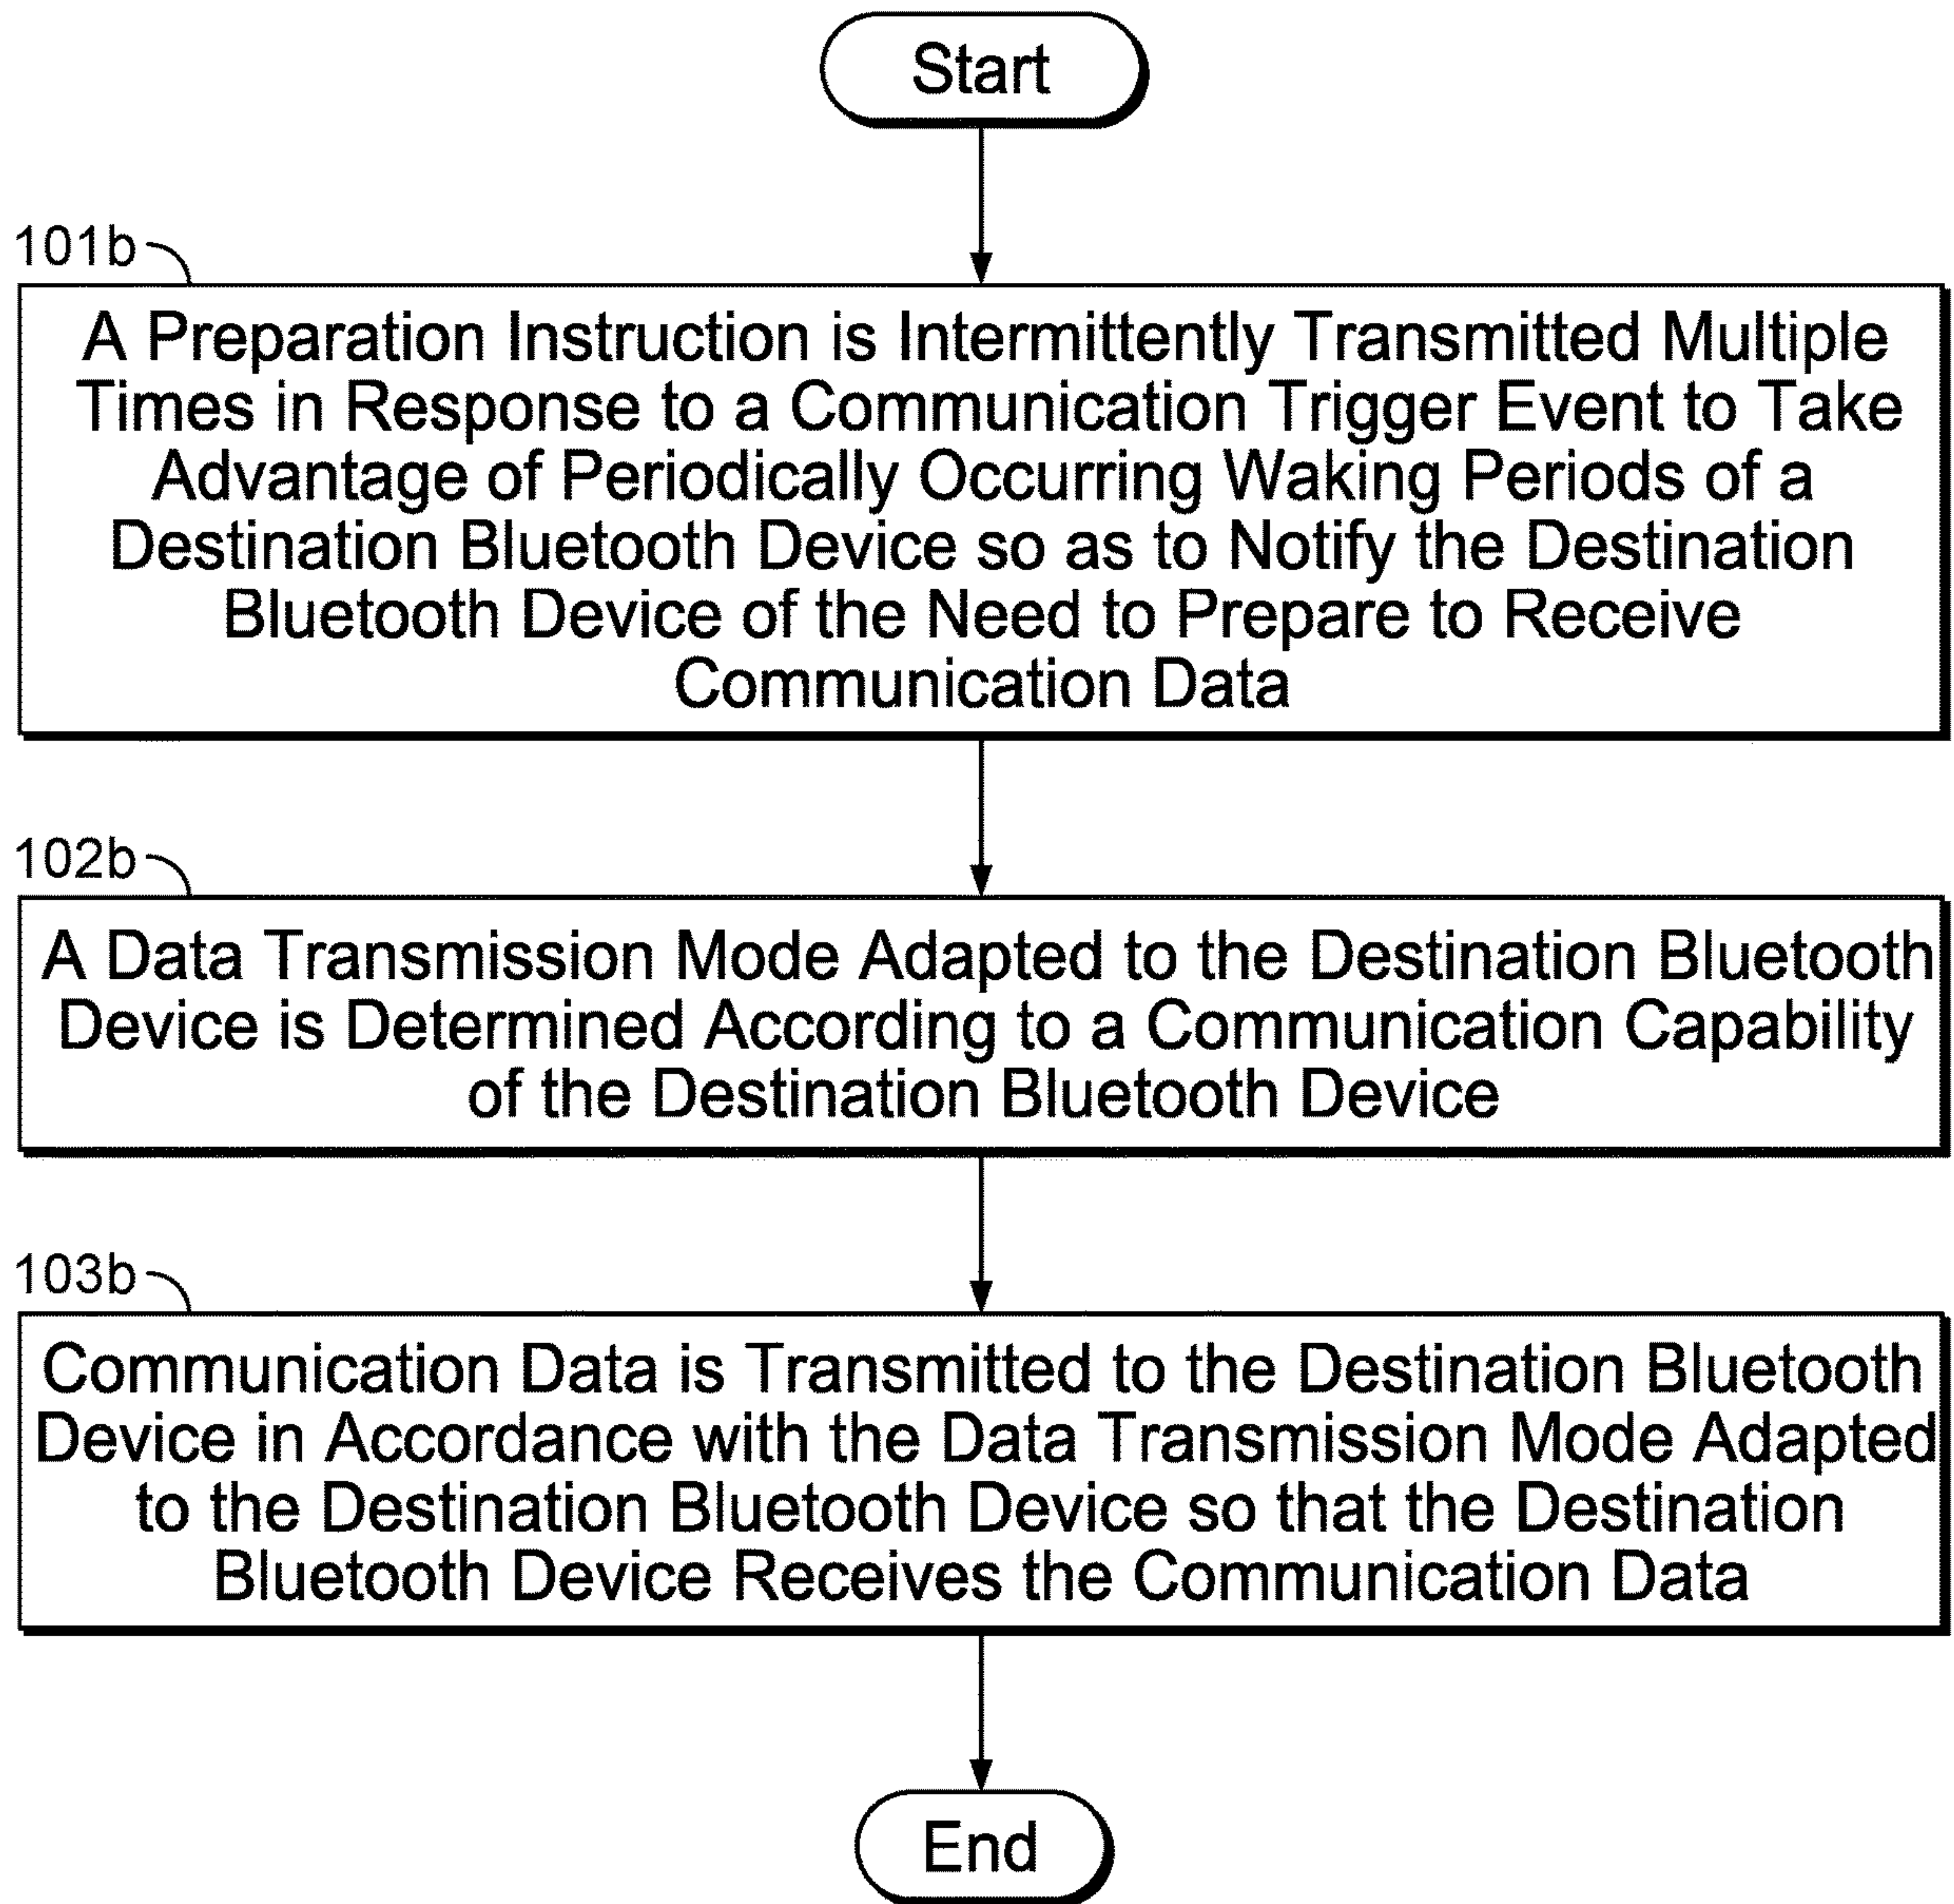 Start
101b
A Preparation Instruction is Intermittently Transmitted Multiple
Times in Response to a Communication Trigger Event to Take
Advantage of Periodically Occurring Waking Periods of a
Destination Bluetooth Device so as to Notify the Destination
Bluetooth Device of the Need to Prepare to Receive
Communication Data
102b
A Data Transmission Mode Adapted to the Destination Bluetooth
Device is Determined According to a Communication Capability
of the Destination Bluetooth Device
103b
Communication Data is Transmitted to the Destination Bluetooth
Device in Accordance with the Data Transmission Mode Adapted
to the Destination Bluetooth Device so that the Destination
Bluetooth Device Receives the Communication Data
End